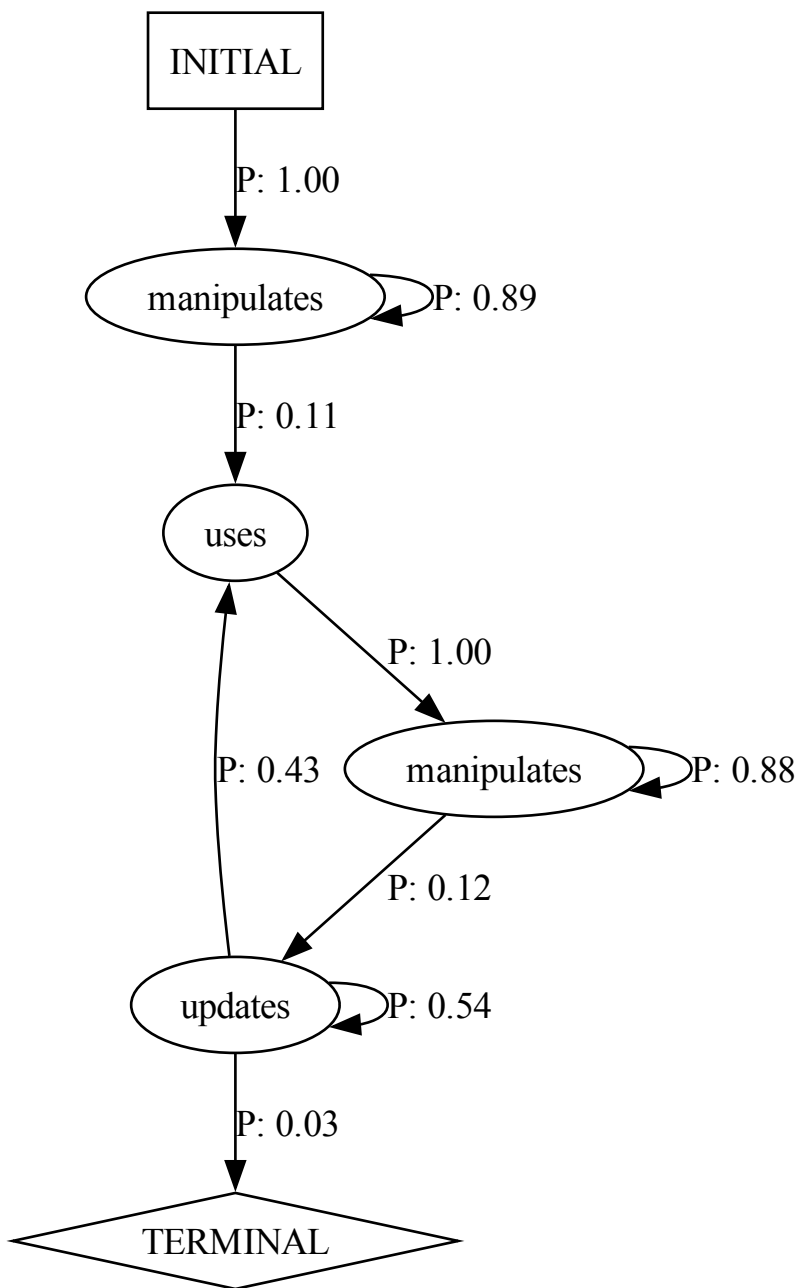 INITIAL
P: 1.00
manipulates
P: 0.89
P: 0.11
uses
P: 1.00
manipulates
P: 0.88
P: 0.43
P: 0.12
updates
P: 0.54
P: 0.03
TERMINAL